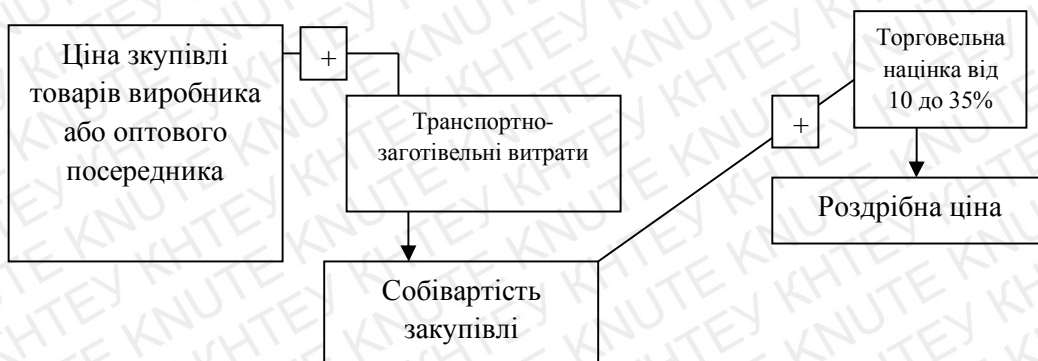 Ціна зкупівлі
товарів виробника
або оптового
посередника
+
Транспортно-
заготівельні витрати
Собівартість
закупівлі
+
Торговельна
націнка від
10 до 35%
Роздрібна ціна